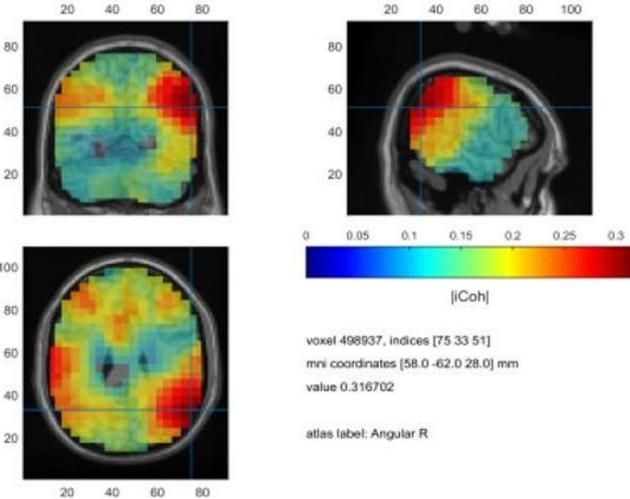 20 40 60 80
80
60
40
20
20 40 60 80 100
80
60
40
20
0 0.05 0.1 0.15 0.2 0.25 0.3
|iCoh|
100
80
60
40
20
20 40 60 80
voxel 498937, indices [75 33 51]
mni coordinates [58.0 -62.0 28.0] mm
value 0.316702
atlas label: Angular R